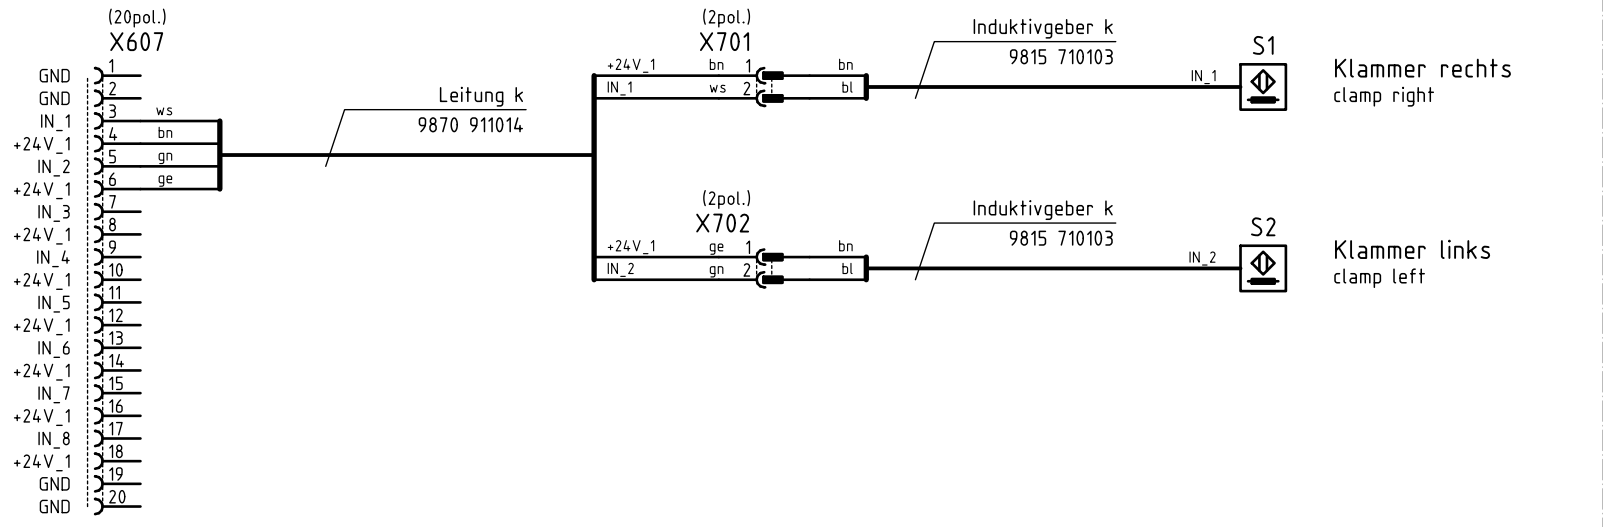 (20pol.)
X607
GND 1
GND 2
IN_1 3 ws
+24V_1 4 bn
IN_2 5 gn
+24V_1 6 ge
IN_3 7
+24V_1 8
IN_4 9
+24V_1 10
IN_5 11
+24V_1 12
IN_6 13
+24V_1 14
IN_7 15
+24V_1 16
IN_8 17
+24V_1 18
GND 19
GND 20
Leitung k
9870 911014
(2pol.)
X701
+24V_1 bn 1 bn
IN_1 ws 2 bl
Induktivgeber k
9815 710103
IN_1
S1
Klammer rechts
clamp right
(2pol.)
X702
+24V_1 ge 1 bn
IN_2 gn 2 bl
Induktivgeber k
9815 710103
IN_2
S2
Klammer links
clamp left